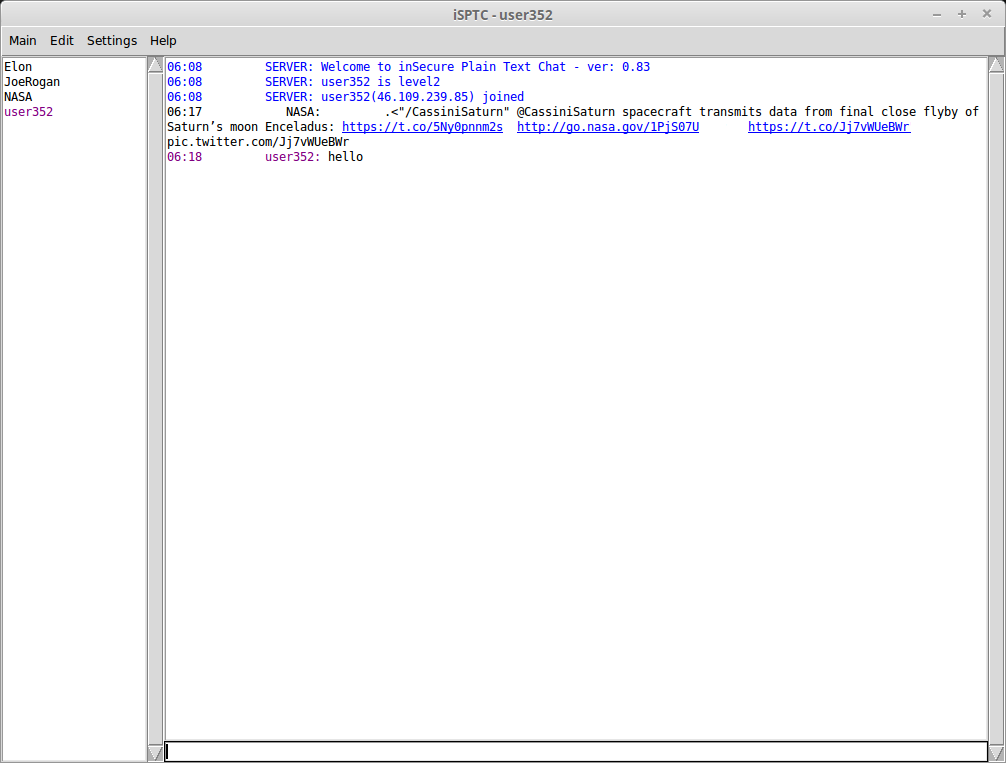 iSPTC - user352
Main Edit Settings Help
Elon
JoeRogan
NASA
user352
06:08 SERVER: Welcome to inSecure Plain Text Chat - ver: 0.83
06:08 SERVER: user352 is level2
06:08 SERVER: user352(46.109.239.85) joined
06:17 NASA: .<"/CassiniSaturn" @CassiniSaturn spacecraft transmits data from final close flyby of
Saturn’s moon Enceladus: https://t.co/5Ny0pnnm2s http://go.nasa.gov/1PjS07U https://t.co/Jj7vWUeBWr
pic.twitter.com/Jj7vWUeBWr
06:18 user352: hello